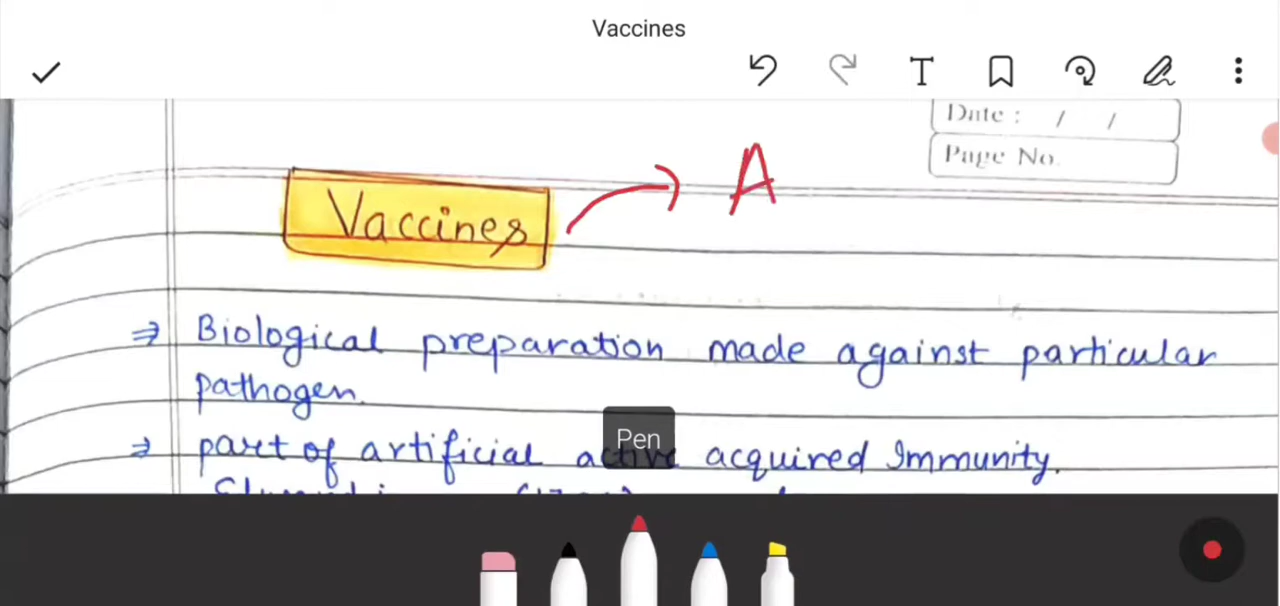 Vaccines
T
Date : / /
Page No.
Vaccines → A
⇒ Biological preparation made against particular
pathogen.
⇒ part of artificial active acquired Immunity.
Pen